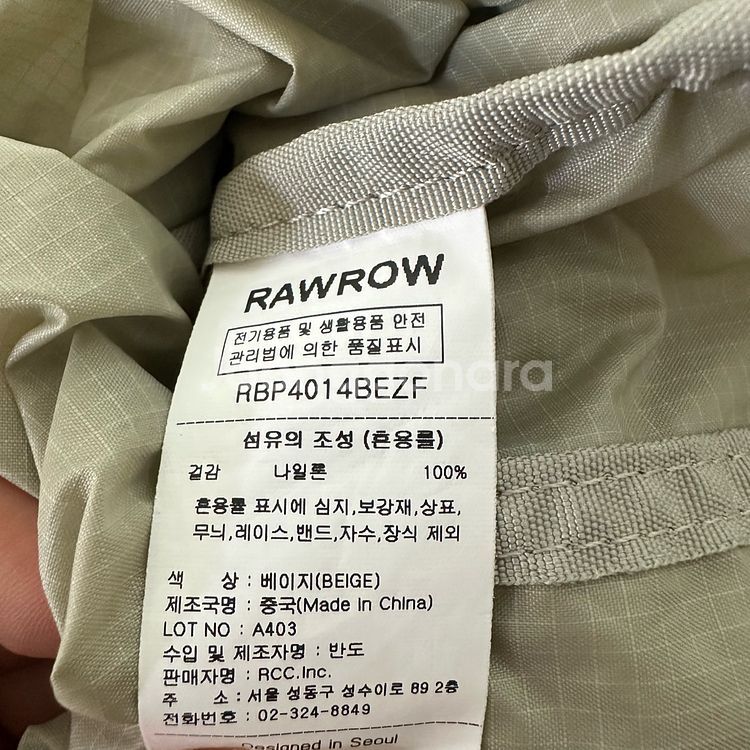 RAWROW
전기용품 및 생활용품 안전
관리법에 의한 품질표시
RBP4014BEZF
섬유의 조성 (혼용률)
겉감 나일론 100%
혼용률 표시에 심지,보강재,상표,
무늬,레이스,밴드,자수,장식 제외
색 상 : 베이지(BEIGE)
제조국명 : 중국(Made in China)
LOT NO : A403
수입 및 제조자명 : 반도
판매자명 : RCC.Inc.
주 소 : 서울 성동구 성수이로 89 2층
전화번호 : 02-324-8849
Designed in Seoul